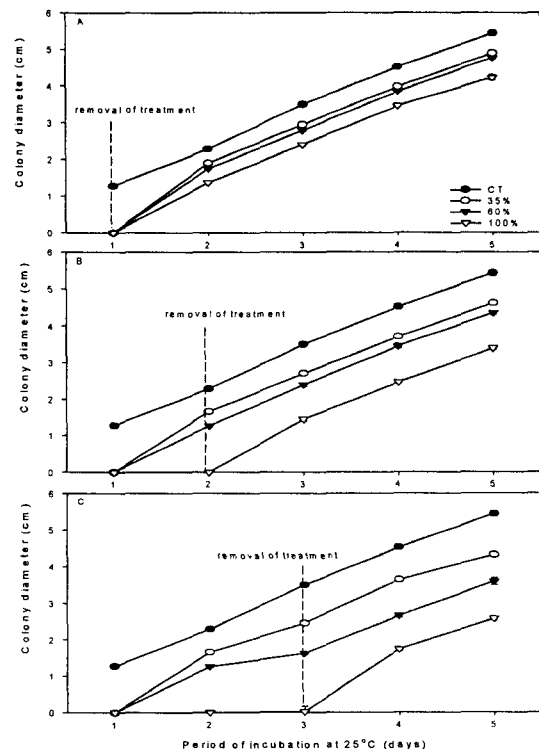 A
Colony diameter (cm)
6
5
4
3
2
1
0
removal of treatment
CT
35%
60%
100%
1 2 3 4 5
B
Colony diameter (cm)
6
5
4
3
2
1
0
removal of treatment
1 2 3 4 5
C
Colony diameter (cm)
6
5
4
3
2
1
0
removal of treatment
1 2 3 4 5
Period of incubation at 25°C (days)